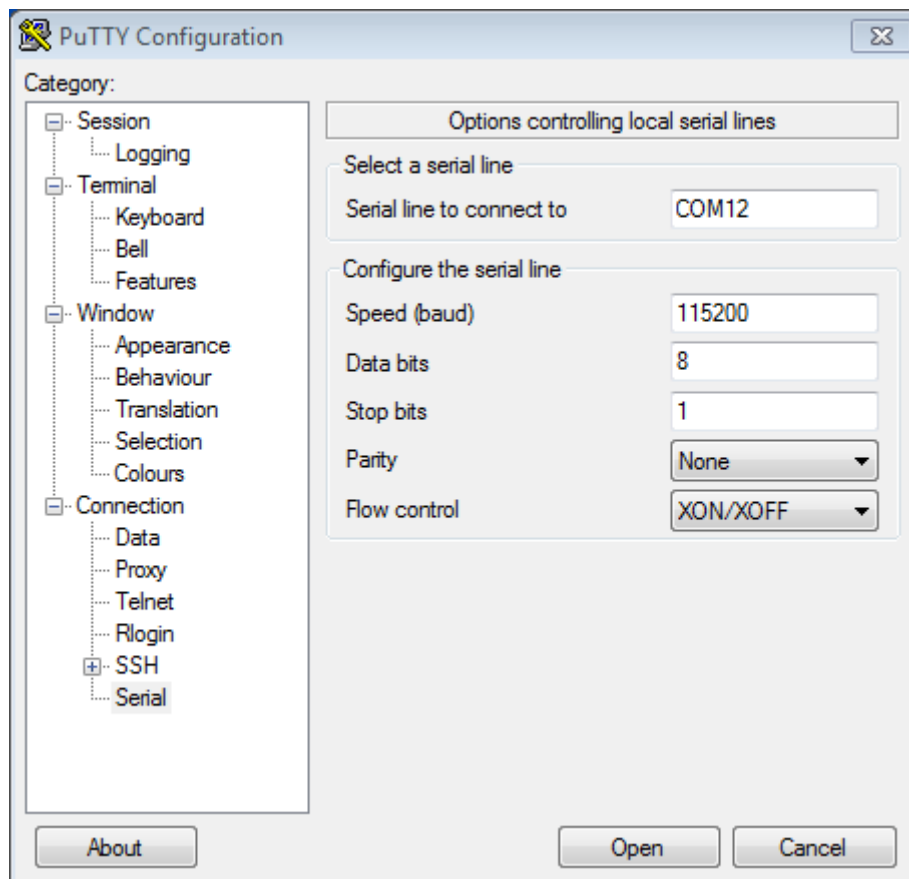 PuTTY Configuration
Category:
Session
Logging
Terminal
Keyboard
Bell
Features
Window
Appearance
Behaviour
Translation
Selection
Colours
Connection
Data
Proxy
Telnet
Rlogin
SSH
Serial
Options controlling local serial lines
Select a serial line
Serial line to connect to COM12
Configure the serial line
Speed (baud) 115200
Data bits 8
Stop bits 1
Parity None
Flow control XON/XOFF
About Open Cancel